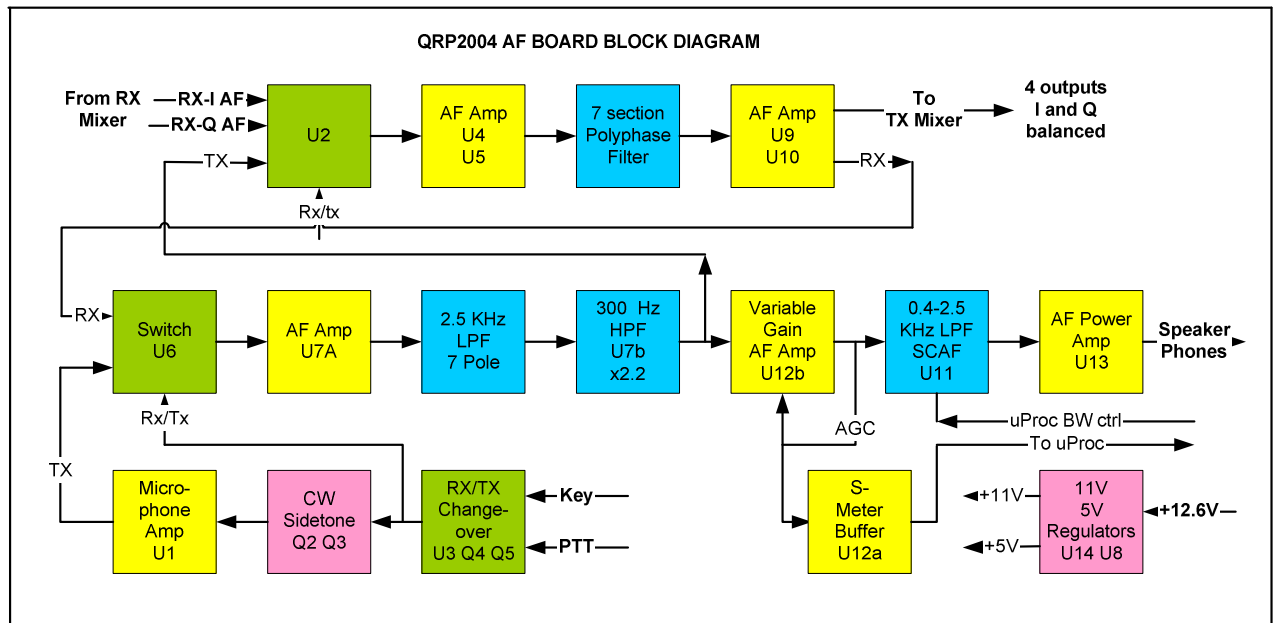 QRP2004 AF BOARD BLOCK DIAGRAM
From RX
Mixer
RX-I AF
RX-Q AF
TX
U2
Rx/tx
AF Amp
U4
U5
7 section
Polyphase
Filter
AF Amp
U9
U10
To
TX Mixer
RX
4 outputs
I and Q
balanced
RX
Switch
U6
Rx/Tx
TX
AF Amp
U7A
2.5 KHz
LPF
7 Pole
300 Hz
HPF
U7b
x2.2
Variable
Gain
AF Amp
U12b
AGC
0.4-2.5
KHz LPF
SCAF
U11
AF Power
Amp
U13
Speaker
Phones
uProc BW ctrl
To uProc
Micro-
phone
Amp
U1
CW
Sidetone
Q2 Q3
RX/TX
Change-
over
U3 Q4 Q5
Key
PTT
S-
Meter
Buffer
U12a
+11V
+5V
11V
5V
Regulators
U14 U8
+12.6V